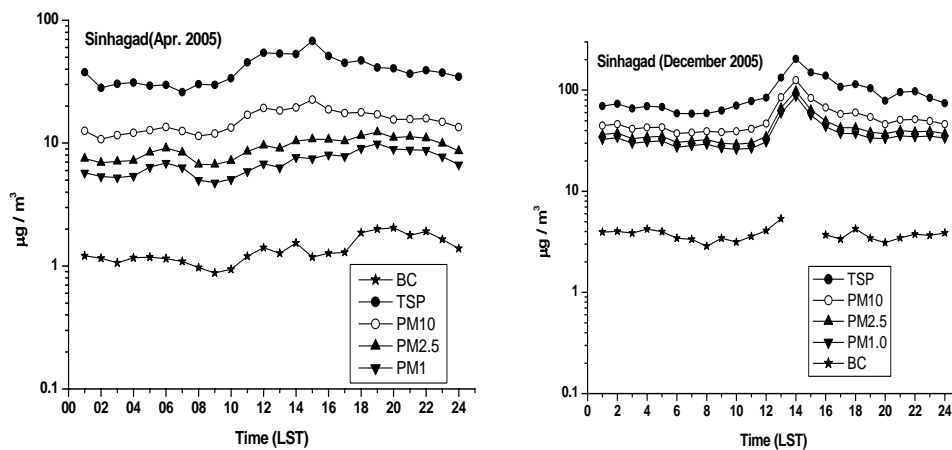 Sinhagad(Apr. 2005)
µg / m³
100
10
1
0.1
00 02 04 06 08 10 12 14 16 18 20 22 24
Time (LST)
BC
TSP
PM10
PM2.5
PM1
Sinhagad (December 2005)
µg / m³
100
10
1
0.1
0 2 4 6 8 10 12 14 16 18 20 22 24
Time (LST)
TSP
PM10
PM2.5
PM1.0
BC